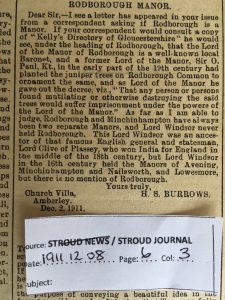 RODBOROUGH MANOR.
Dear Sir,—I see a letter has appeared in your issue
from a correspondent asking if Rodborough is a
Manor. If your correspondent would consult a copy
of "Kelly's Directory of Gloucestershire" he would
see, under the heading of Rodborough, that the Lord
of the Manor of Rodborough is a well-known local
Baronet, and a former Lord of the Manor, Sir O.
Paul, Kt., in the early part of the 19th century had
planted the juniper trees on Rodborough Common to
ornament the same, and as Lord of the Manor he
gave out the decree, viz., "That any person or persons
found mutilating or otherwise destroying the said
trees would suffer imprisonment under the powers of
the Lord of the Manor." As far as I am able to
judge, Rodborough and Minchinhampton have always
been two separate Manors, and Lord Windsor never
held Rodborough. This Lord Windsor was an ances-
tor of that famous English general and statesman,
Lord Clive of Plassey, who won India for England in
the middle of the 18th century, but Lord Windsor
in the 16th century held the Manors of Avening,
Minchinhampton and Nailsworth, and Lowesmore,
but there is no mention of Rodborough.
Yours truly,
Church Villa, H. S. BURROWS.
Amberley.
Dec. 2, 1911.
Source: STROUD NEWS / STROUD JOURNAL
Date: 1911.12.08. Page: 6 Col: 3
Subject:
the purpose of conveying a beautiful idea in the